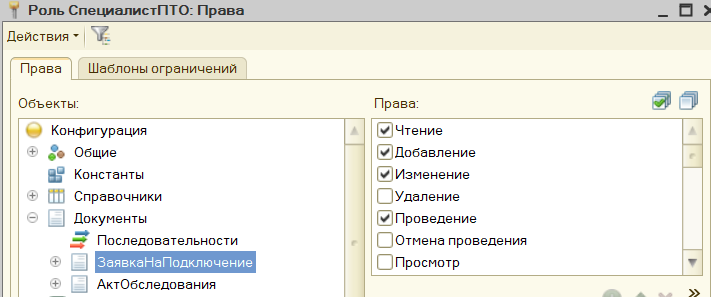 Роль СпециалистПТО: Права
Действия
Права
Шаблоны ограничений
Объекты:
Конфигурация
Общие
Константы
Справочники
Документы
Последовательности
ЗаявкаНаПодключение
АктОбследования
Права:
Чтение
Добавление
Изменение
Удаление
Проведение
Отмена проведения
Просмотр